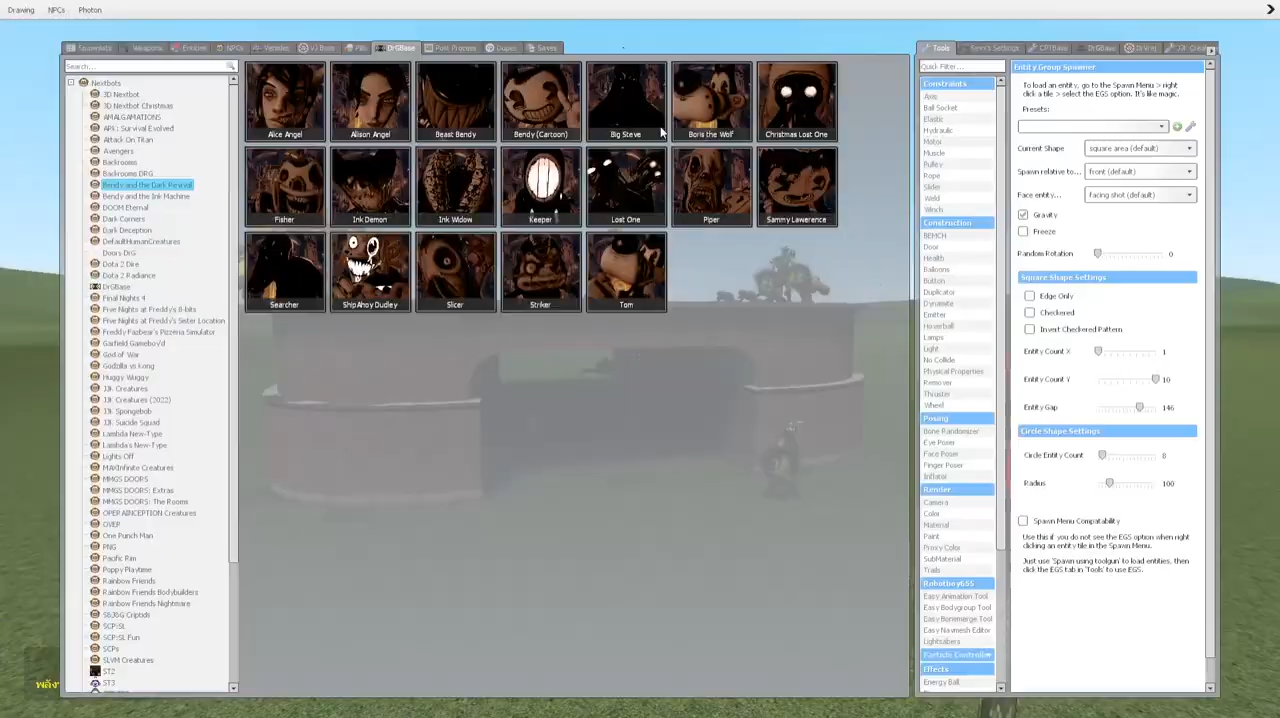 Drawing NPCs Photon
Spawnlists Weapons Entities NPCs Vehicles VJ Base Pills DrGBase Post Process Dupes Saves
Search...
Nextbots
3D Nextbot
3D Nextbot Christmas
AMALGAMATIONS
ARK: Survival Evolved
Attack On Titan
Avengers
Backrooms
Backrooms DRG
Bendy and the Dark Revival
Bendy and the Ink Machine
DOOM Eternal
Dark Corners
Dark Deception
DefaultHumanCreatures
Doors DrG
Dota 2 Dire
Dota 2 Radiance
DrGBase
Final Nights 4
Five Nights at Freddy's 8-bits
Five Nights at Freddy's Sister Location
Freddy Fazbear's Pizzeria Simulator
Garfield Gameboy'd
God of War
Godzilla vs Kong
Huggy Wuggy
Creatures
Creatures (2022)
Spongebob
Suicide Squad
Lambda New-Type
Lambda's New-Type
Lights Off
MAXInfinite Creatures
MMGS DOORS
MMGS DOORS: Extras
MMGS DOORS: The Rooms
OPER AINCEPTION Creatures
OVER
One Punch Man
PNG
Pacific Rim
Poppy Playtime
Rainbow Friends
Rainbow Friends Bodybuilders
Rainbow Friends Nightmare
SCP:SL
SCP:SL Fun
SCPs
SLVM Creatures
ST2
ST3
Alice Angel Allison Angel Beast Bendy Bendy (Cartoon) Big Steve Boris the Wolf Christmas Lost One
Fisher Ink Demon Ink Widow Keeper Lost One Piper Sammy Lawerence
Searcher ShipAhoy Dudley Slicer Striker Tom
พลัง
Tools CPTBase DrGBase
Quick Filter...
Constraints
Axis
Ball Socket
Elastic
Hydraulic
Motor
Muscle
Pulley
Rope
Slider
Weld
Winch
Construction
BEMCH
Door
Health
Balloons
Button
Duplicator
Dynamite
Emitter
Hoverball
Lamps
Light
No Collide
Physical Properties
Remover
Thruster
Wheel
Posing
Bone Randomizer
Eye Poser
Face Poser
Finger Poser
Inflator
Render
Camera
Color
Material
Paint
Proxy Color
SubMaterial
Trails
Robotboy655
Easy Animation Tool
Easy Bodygroup Tool
Easy Bonemerge Tool
Easy Navmesh Editor
Lightsabers
Particle Controlle
Effects
Energy Ball
Entity Group Spawner
To load an entity, go to the Spawn Menu > right
click a tile > select the EGS option. It's like magic.
Presets:
Current Shape square area (default)
Spawn relative to... front (default)
Face entity... facing shot (default)
Gravity
Freeze
Random Rotation 0
Square Shape Settings
Edge Only
Checkered
Invert Checkered Pattern
Entity Count X 1
Entity Count Y 10
Entity Gap 146
Circle Shape Settings
Circle Entity Count 8
Radius 100
Spawn Menu Compatability
Use this if you do not see the EGS option when right
clicking an entity tile in the Spawn Menu.
Just use 'Spawn using toolgun' to load entities, then
click the EGS tab in 'Tools' to use EGS.